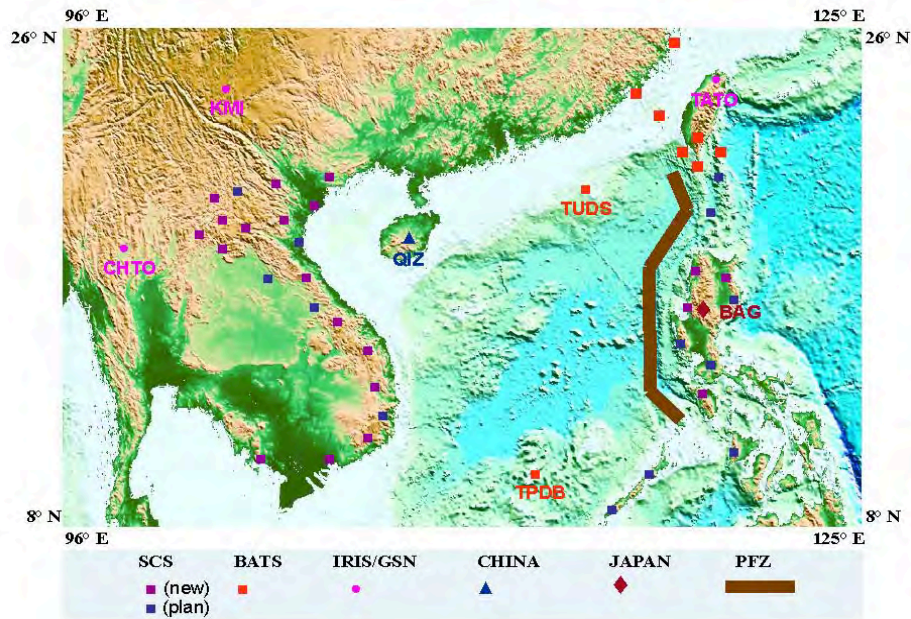 96° E
125° E
26° N
26° N
KMI
TATO
TUDS
QIZ
CHTO
BAG
TPDB
8° N
8° N
96° E
125° E
SCS BATS IRIS/GSN CHINA JAPAN PFZ
(new)
(plan)